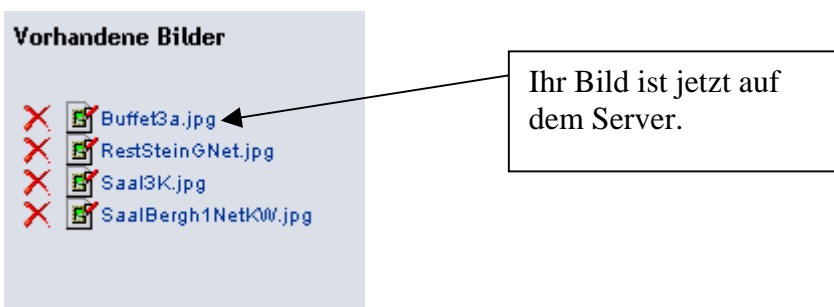 Vorhandene Bilder
Buffet3a.jpg
RestSteinGNet.jpg
Saal3K.jpg
SaalBergh1NetKW.jpg
Ihr Bild ist jetzt auf
dem Server.